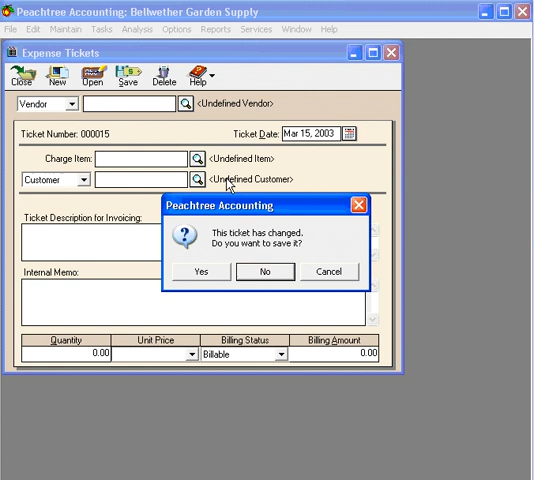 Peachtree Accounting: Bellwether Garden Supply
File Edit Maintain Tasks Analysis Options Reports Services Window Help
Expense Tickets
Close New Open Save Delete Help
Vendor <Undefined Vendor>
Ticket Number: 000015 Ticket Date: Mar 15, 2003
Charge Item: <Undefined Item>
Customer <Undefined Customer>
Peachtree Accounting
Ticket Description for Invoicing:
This ticket has changed.
Do you want to save it?
Yes No Cancel
Internal Memo:
Quantity Unit Price Billing Status Billing Amount
0.00 Billable 0.00